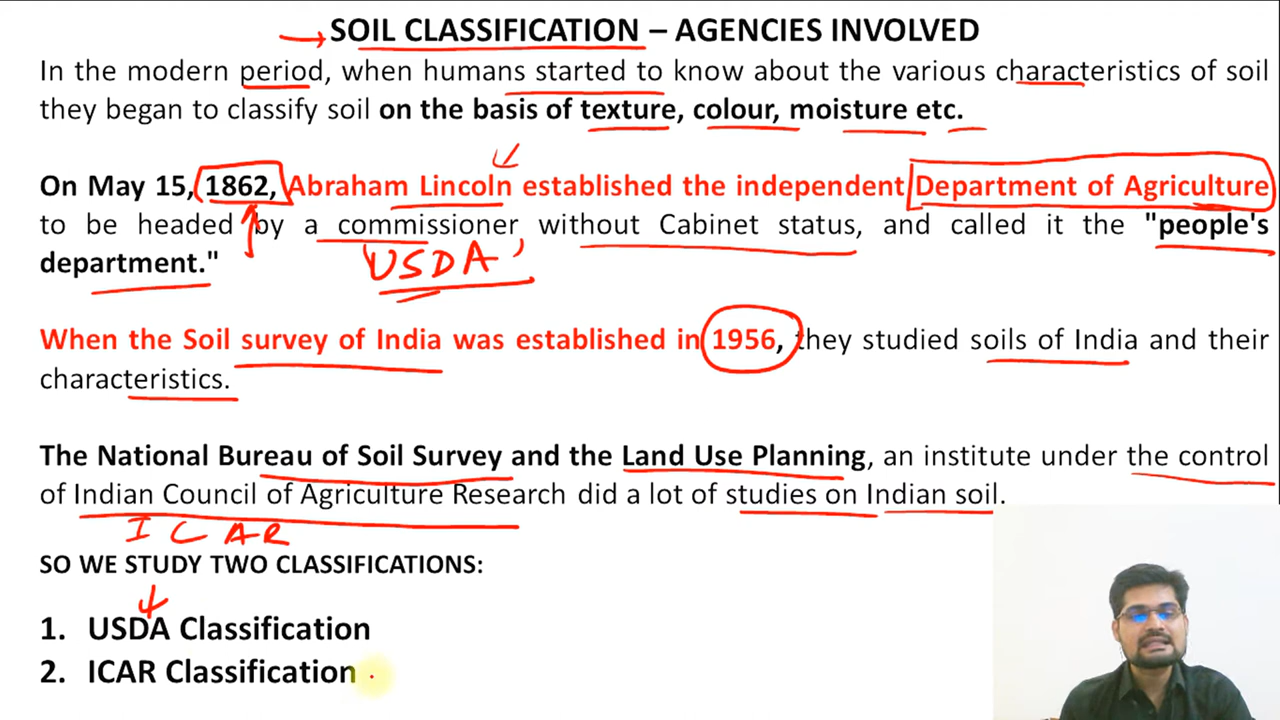 SOIL CLASSIFICATION – AGENCIES INVOLVED
In the modern period, when humans started to know about the various characteristics of soil
they began to classify soil on the basis of texture, colour, moisture etc.
On May 15, 1862, Abraham Lincoln established the independent Department of Agriculture
to be headed by a commissioner, without Cabinet status, and called it the "people's
department."
'USDA'
When the Soil survey of India was established in 1956, they studied soils of India and their
characteristics.
The National Bureau of Soil Survey and the Land Use Planning, an institute under the control
of Indian Council of Agriculture Research did a lot of studies on Indian soil.
ICAR
SO WE STUDY TWO CLASSIFICATIONS:
1. USDA Classification
2. ICAR Classification